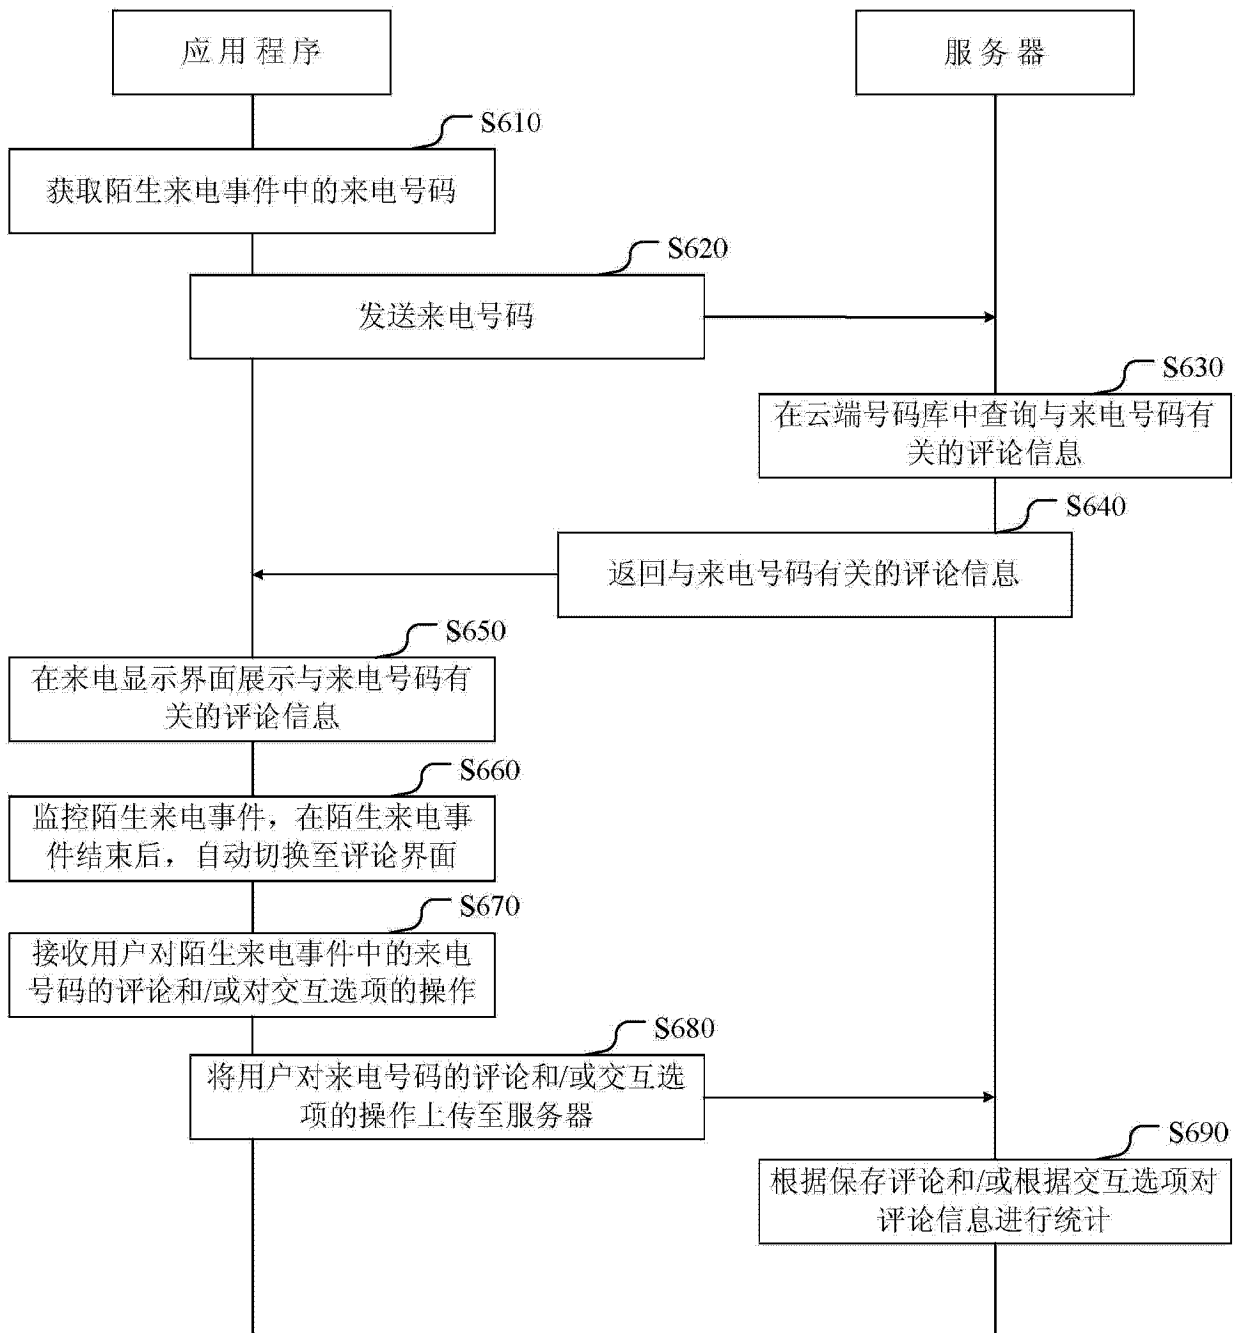 应用程序
服务器
S610
获取陌生来电事件中的来电号码
S620
发送来电号码
S630
在云端号码库中查询与来电号码有
关的评论信息
S640
返回与来电号码有关的评论信息
S650
在来电显示界面展示与来电号码有
关的评论信息
S660
监控陌生来电事件，在陌生来电事
件结束后，自动切换至评论界面
S670
接收用户对陌生来电事件中的来电
号码的评论和/或对交互选项的操作
S680
将用户对来电号码的评论和/或交互选
项的操作上传至服务器
S690
根据保存评论和/或根据交互选项对
评论信息进行统计